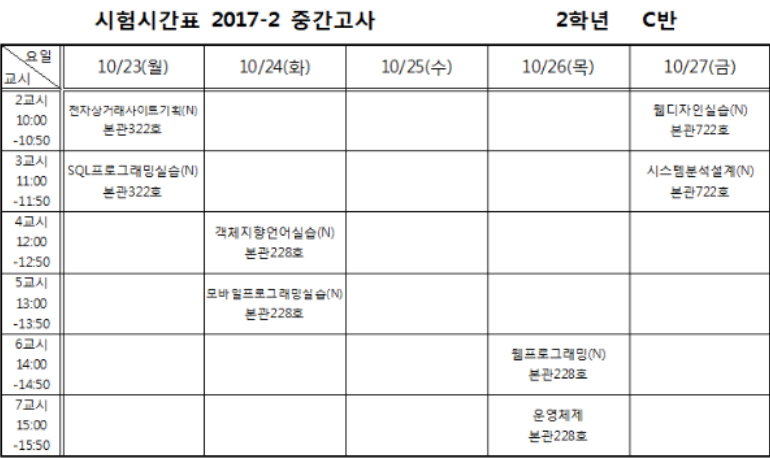 시험시간표 2017-2 중간고사 2학년 C반
요일 10/23(월) 10/24(화) 10/25(수) 10/26(목) 10/27(금)
교시
2교시
전자상거래사이트기획(N) 웹디자인실습(N)
10:00
본관322호 본관722호
-10:50
3교시
SQL프로그래밍실습(N) 시스템분석설계(N)
11:00
본관322호 본관722호
-11:50
4교시
객체지향언어실습(N)
12:00
본관228호
-12:50
5교시
모바일프로그래밍실습(N)
13:00
본관228호
-13:50
6교시
웹프로그래밍(N)
14:00
본관228호
-14:50
7교시
운영체제
15:00
본관228호
-15:50